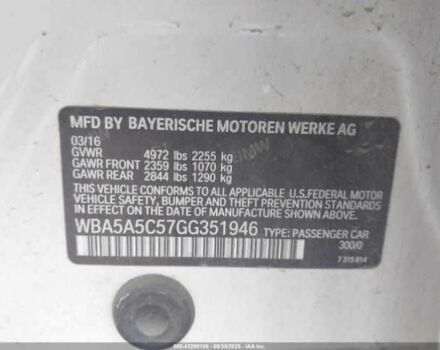 MFD BY BAYERISCHE MOTOREN WERKE AG
03/16
GVWR 4972 lbs 2255 kg
GAWR FRONT 2359 lbs 1070 kg
GAWR REAR 2844 lbs 1290 kg
THIS VEHICLE CONFORMS TO ALL APPLICABLE U.S.FEDERAL MOTOR
VEHICLE SAFETY, BUMPER, AND THEFT PREVENTION STANDARDS
IN EFFECT ON THE DATE OF MANUFACTURE SHOWN ABOVE.
WBA5A5C57GG351946 TYPE: PASSENGER CAR
300/0
7 315 814